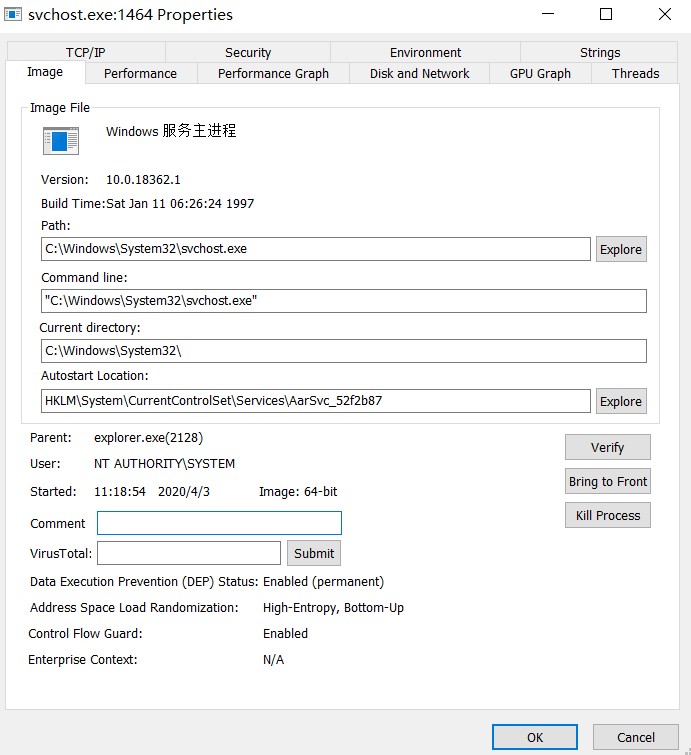 svchost.exe:1464 Properties
TCP/IP Security Environment Strings
Image Performance Performance Graph Disk and Network GPU Graph Threads
Image File
Windows 服务主进程
Version: 10.0.18362.1
Build Time:Sat Jan 11 06:26:24 1997
Path:
C:\Windows\System32\svchost.exe Explore
Command line:
"C:\Windows\System32\svchost.exe"
Current directory:
C:\Windows\System32\
Autostart Location:
HKLM\System\CurrentControlSet\Services\AarSvc_52f2b87 Explore
Parent: explorer.exe(2128) Verify
User: NT AUTHORITY\SYSTEM
Started: 11:18:54 2020/4/3 Image: 64-bit Bring to Front
Comment Kill Process
VirusTotal: Submit
Data Execution Prevention (DEP) Status: Enabled (permanent)
Address Space Load Randomization: High-Entropy, Bottom-Up
Control Flow Guard: Enabled
Enterprise Context: N/A
OK Cancel